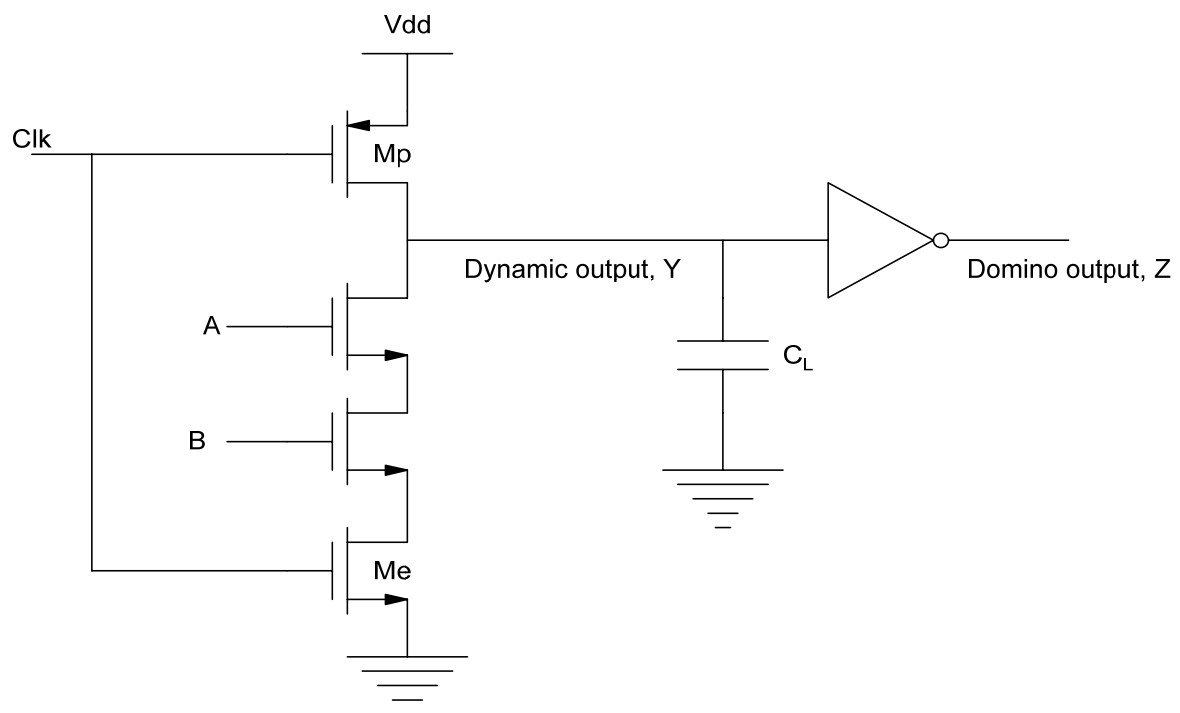 Vdd
Clk
Mp
Dynamic output, Y
Domino output, Z
A
C_L
B
Me